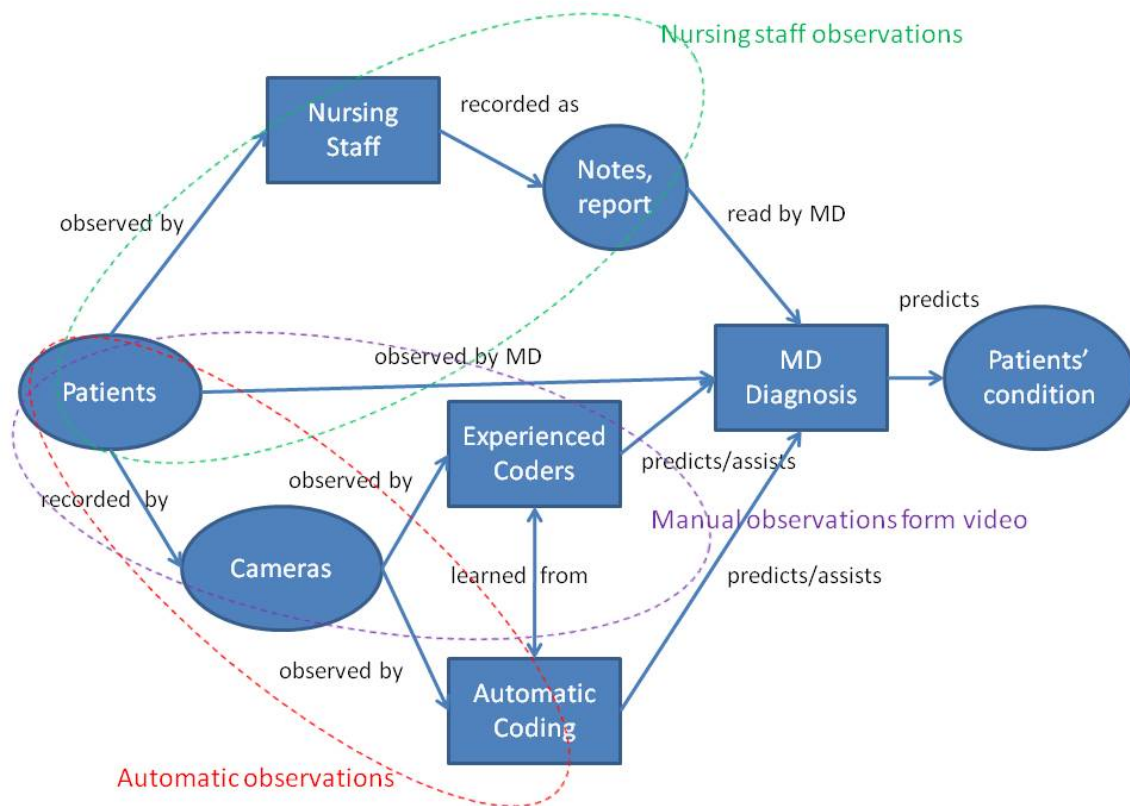 Nursing staff observations
Nursing
Staff
recorded as
Notes,
report
observed by
read by MD
predicts
Patients
observed by MD
MD
Diagnosis
Patients'
condition
Experienced
Coders
predicts/assists
observed by
recorded by
Manual observations form video
Cameras
learned from
predicts/assists
observed by
Automatic
Coding
Automatic observations